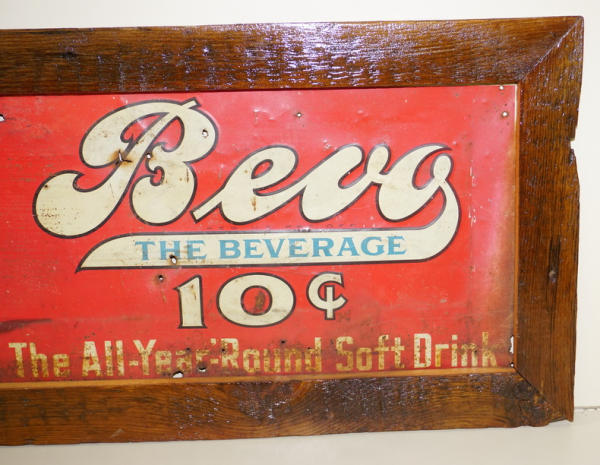 Bevo
THE BEVERAGE
10¢
The All-Year-Round Soft Drink